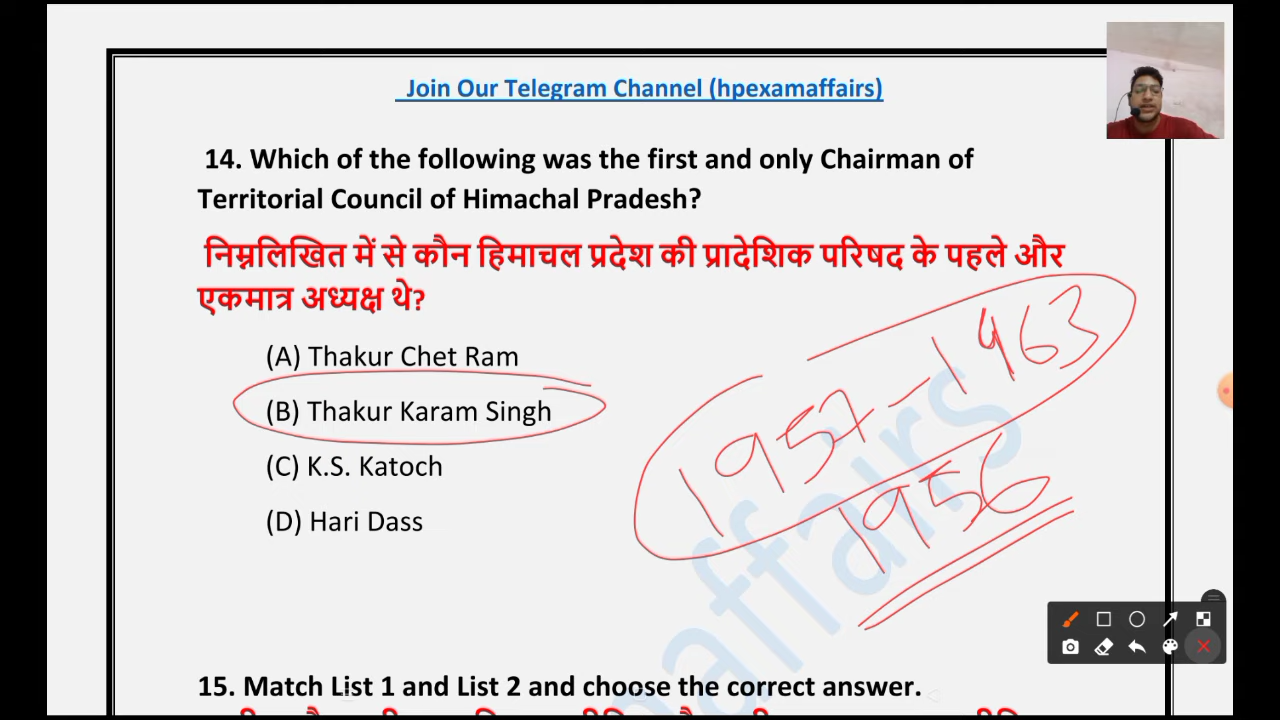 Join Our Telegram Channel (hpexamaffairs)
14. Which of the following was the first and only Chairman of
Territorial Council of Himachal Pradesh?
निम्नलिखित में से कौन हिमाचल प्रदेश की प्रादेशिक परिषद के पहले और
एकमात्र अध्यक्ष थे?
(A) Thakur Chet Ram
(B) Thakur Karam Singh
(C) K.S. Katoch
(D) Hari Dass
1957-1963
1956
affairs
15. Match List 1 and List 2 and choose the correct answer.